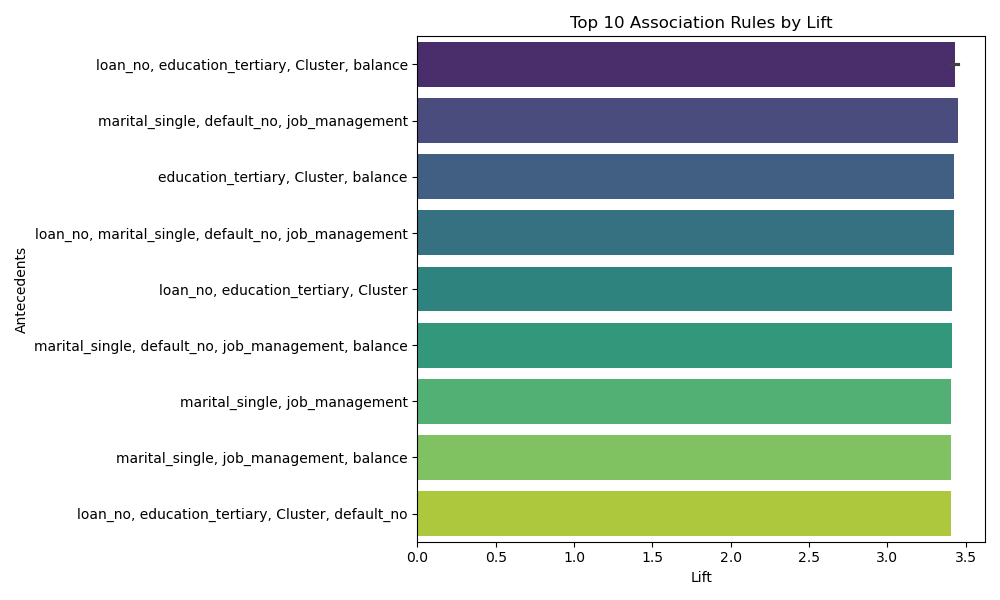 Top 10 Association Rules by Lift
Antecedents
loan_no, education_tertiary, Cluster, balance
marital_single, default_no, job_management
education_tertiary, Cluster, balance
loan_no, marital_single, default_no, job_management
loan_no, education_tertiary, Cluster
marital_single, default_no, job_management, balance
marital_single, job_management
marital_single, job_management, balance
loan_no, education_tertiary, Cluster, default_no
0.0 0.5 1.0 1.5 2.0 2.5 3.0 3.5
Lift